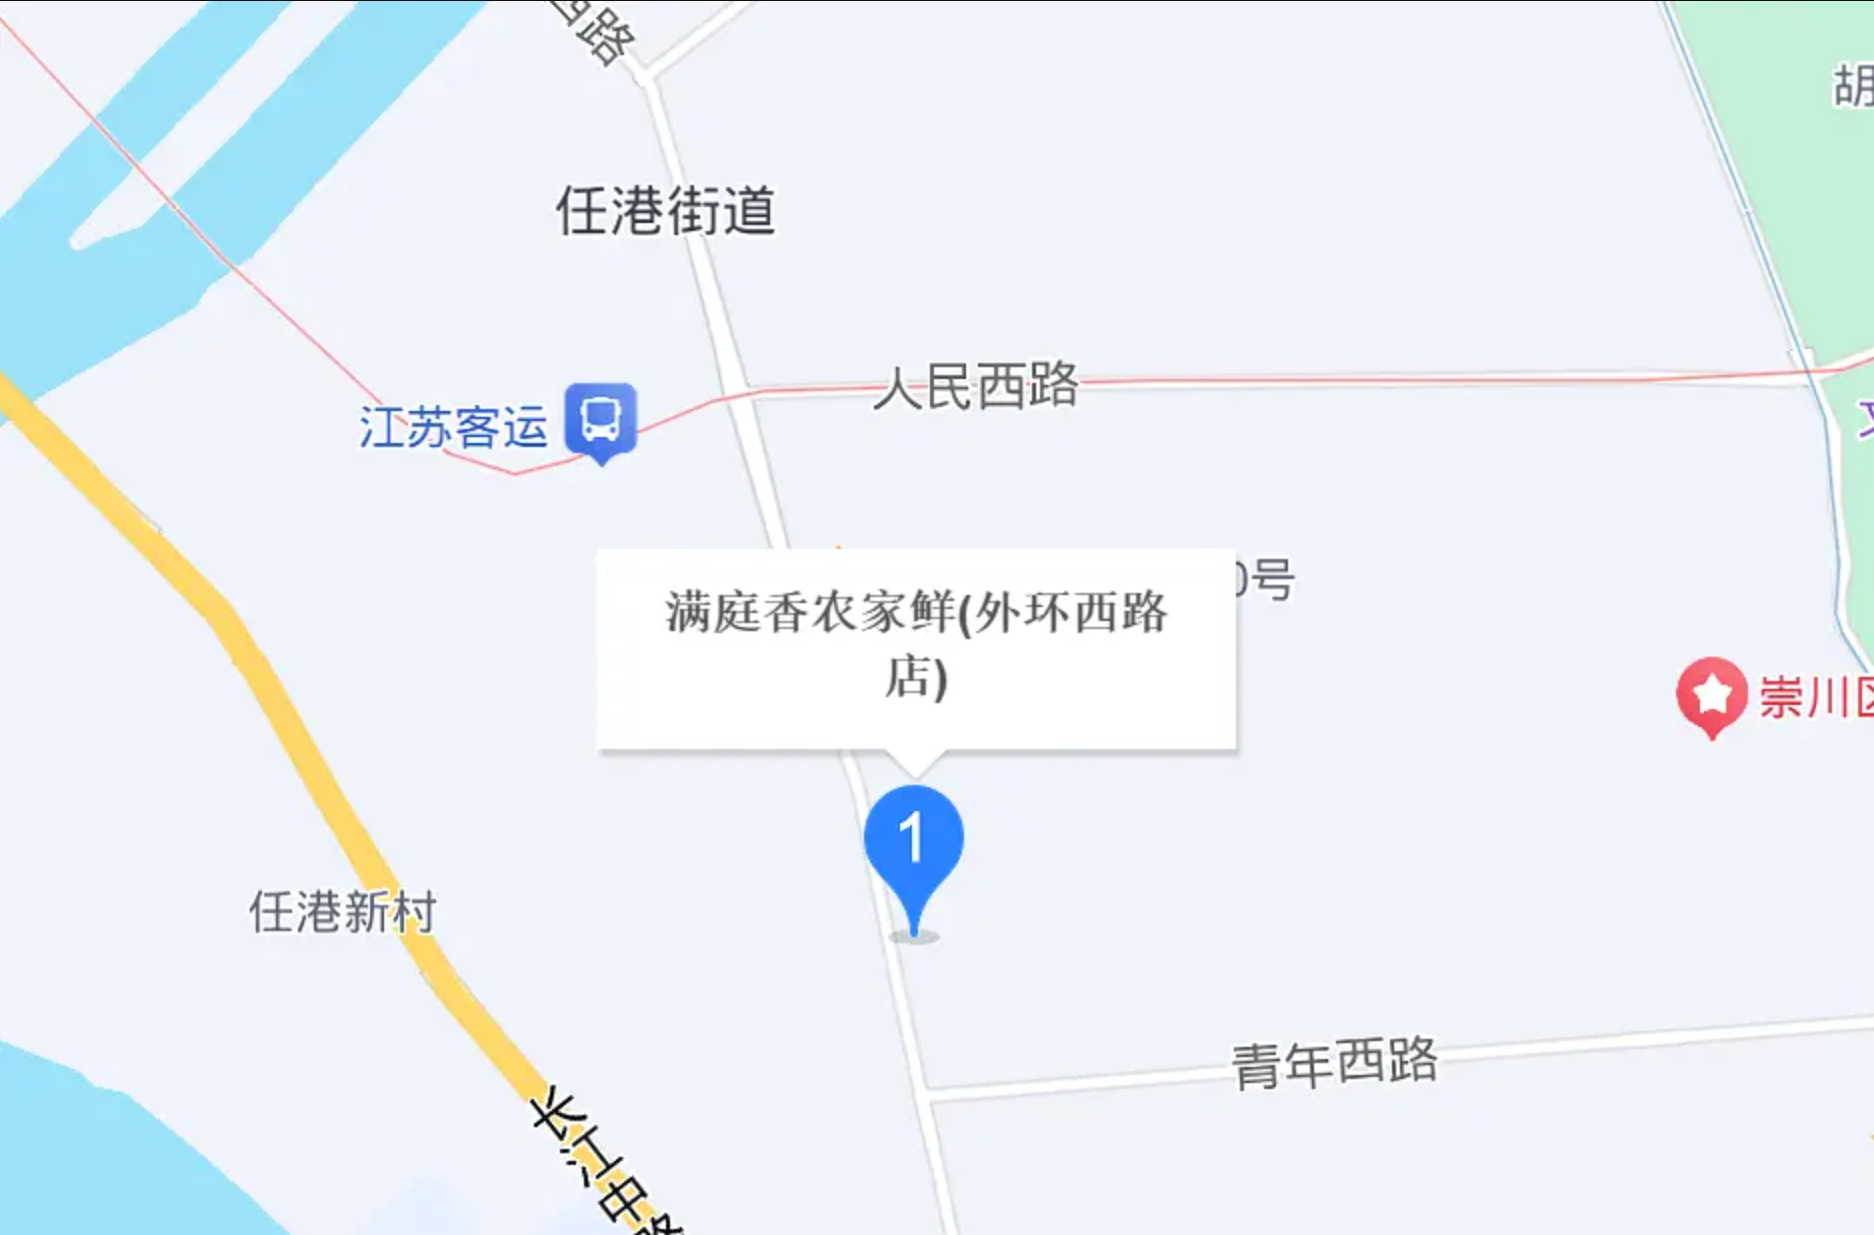 西路
胡
任港街道
人民西路
江苏客运
0号
满庭香农家鲜(外环西路
店)
崇川区
1
任港新村
青年西路
长江中路